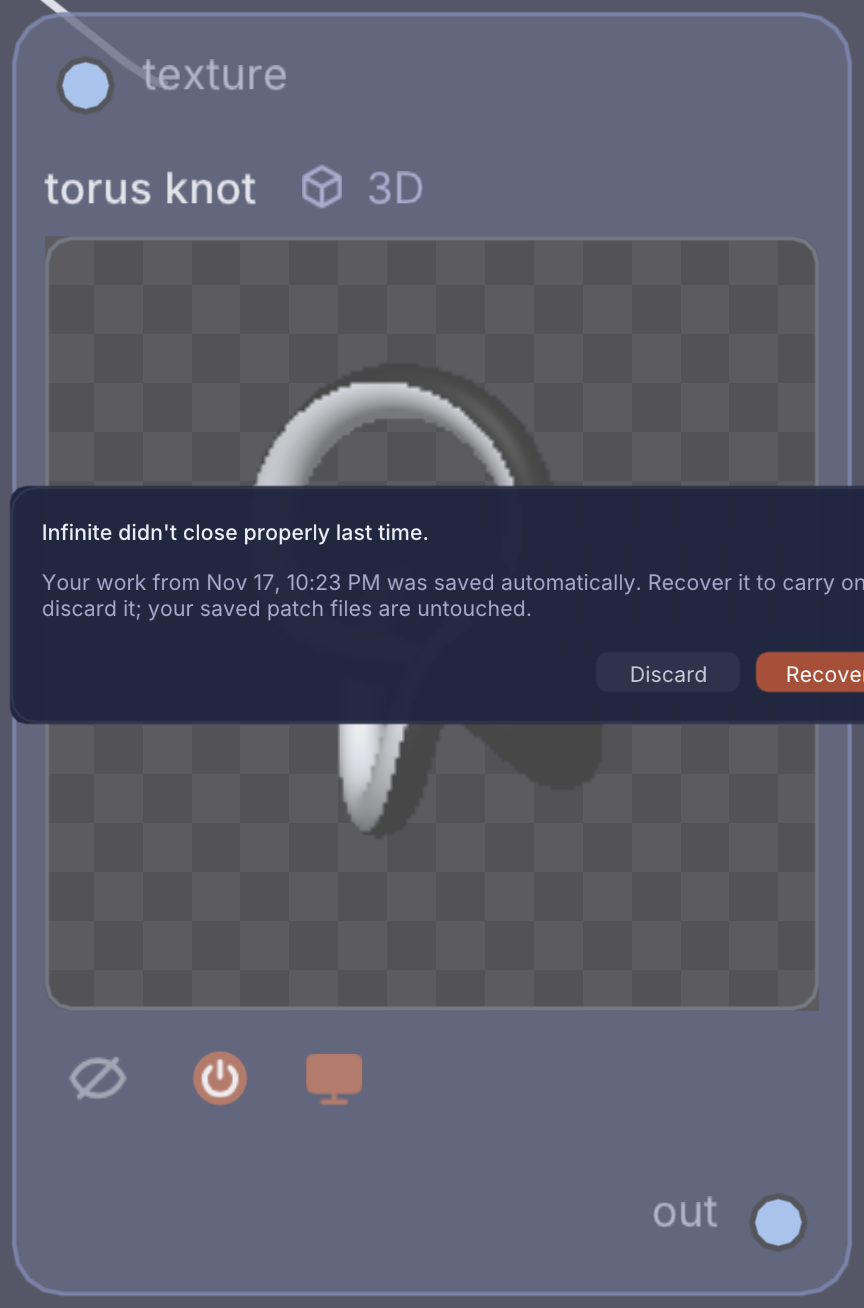 texture
torus knot 3D
Infinite didn't close properly last time.
Your work from Nov 17, 10:23 PM was saved automatically. Recover it to carry on
discard it; your saved patch files are untouched.
Discard
out